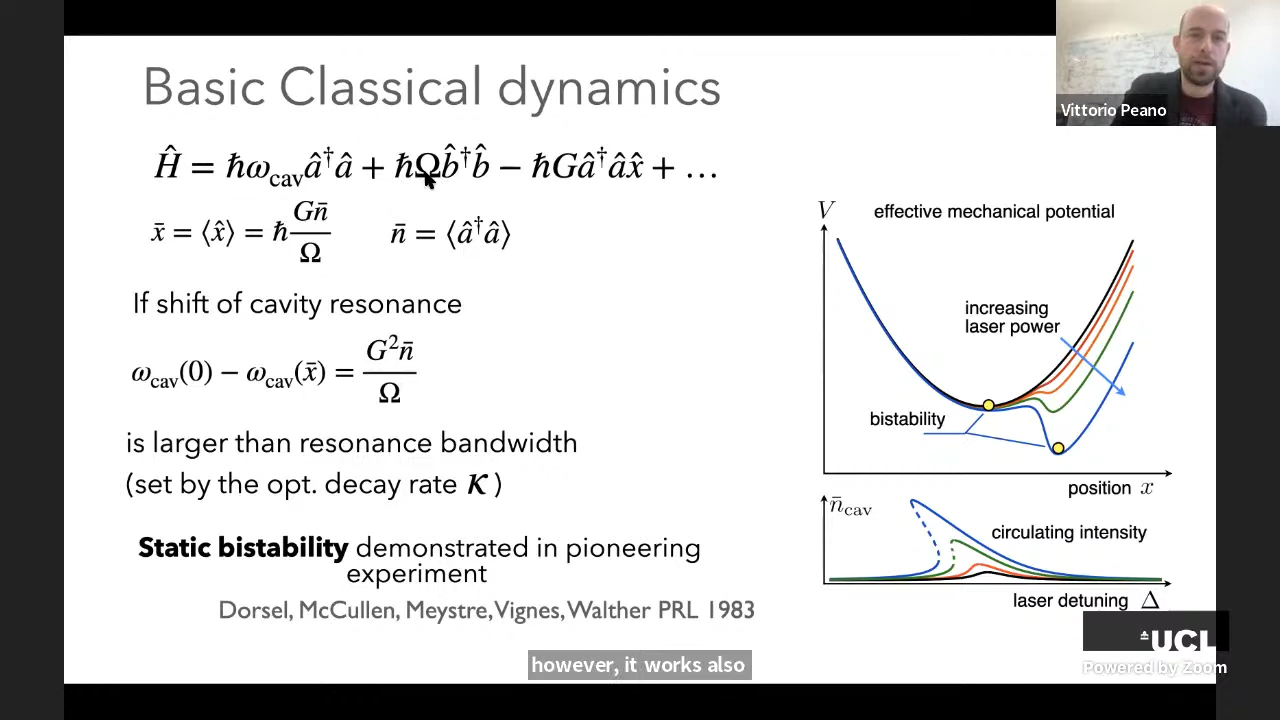 Basic Classical dynamics
Vittorio Peano
Ĥ = ħω_cav â†â + ħΩb̂†b̂ − ħGâ†âx̂ + …
x̄ = ⟨x̂⟩ = ħ Gn̄/Ω   n̄ = ⟨â†â⟩
If shift of cavity resonance
ω_cav(0) − ω_cav(x̄) = G²n̄/Ω
is larger than resonance bandwidth
(set by the opt. decay rate κ )
Static bistability demonstrated in pioneering
experiment
Dorsel, McCullen, Meystre, Vignes, Walther PRL 1983
V effective mechanical potential
increasing
laser power
bistability
position x
n̄_cav
circulating intensity
laser detuning Δ
UCL
Powered by Zoom
however, it works also